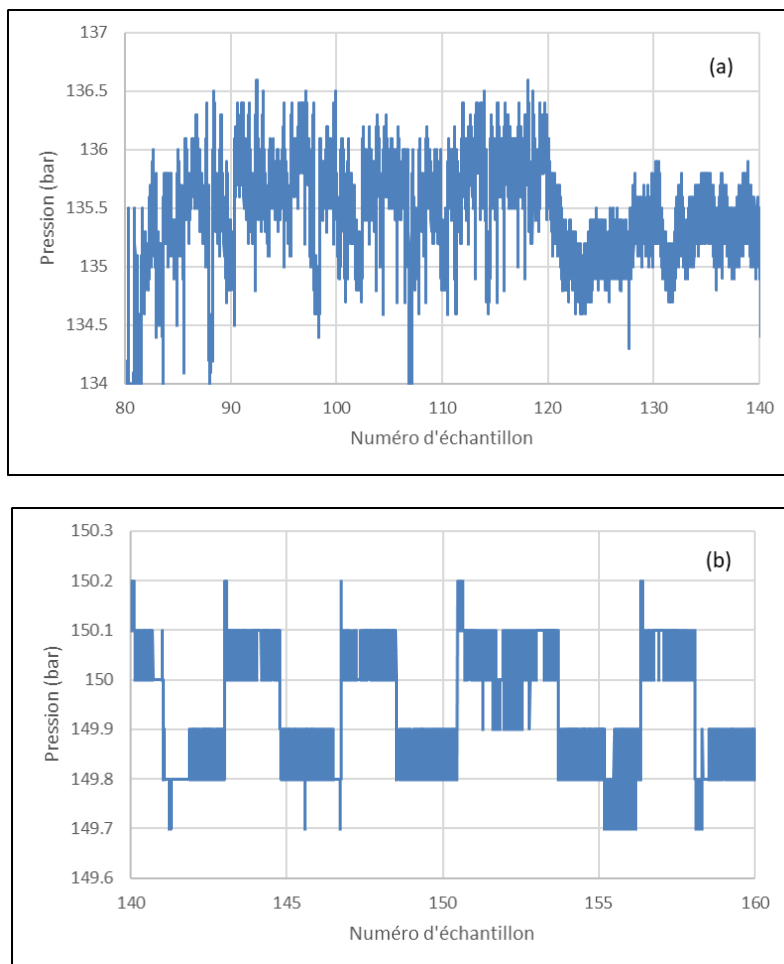 137
(a)
136.5
136
135.5
135
134.5
134
80 90 100 110 120 130 140
Pression (bar)
Numéro d'échantillon
150.3
(b)
150.2
150.1
150
149.9
149.8
149.7
149.6
140 145 150 155 160
Pression (bar)
Numéro d'échantillon